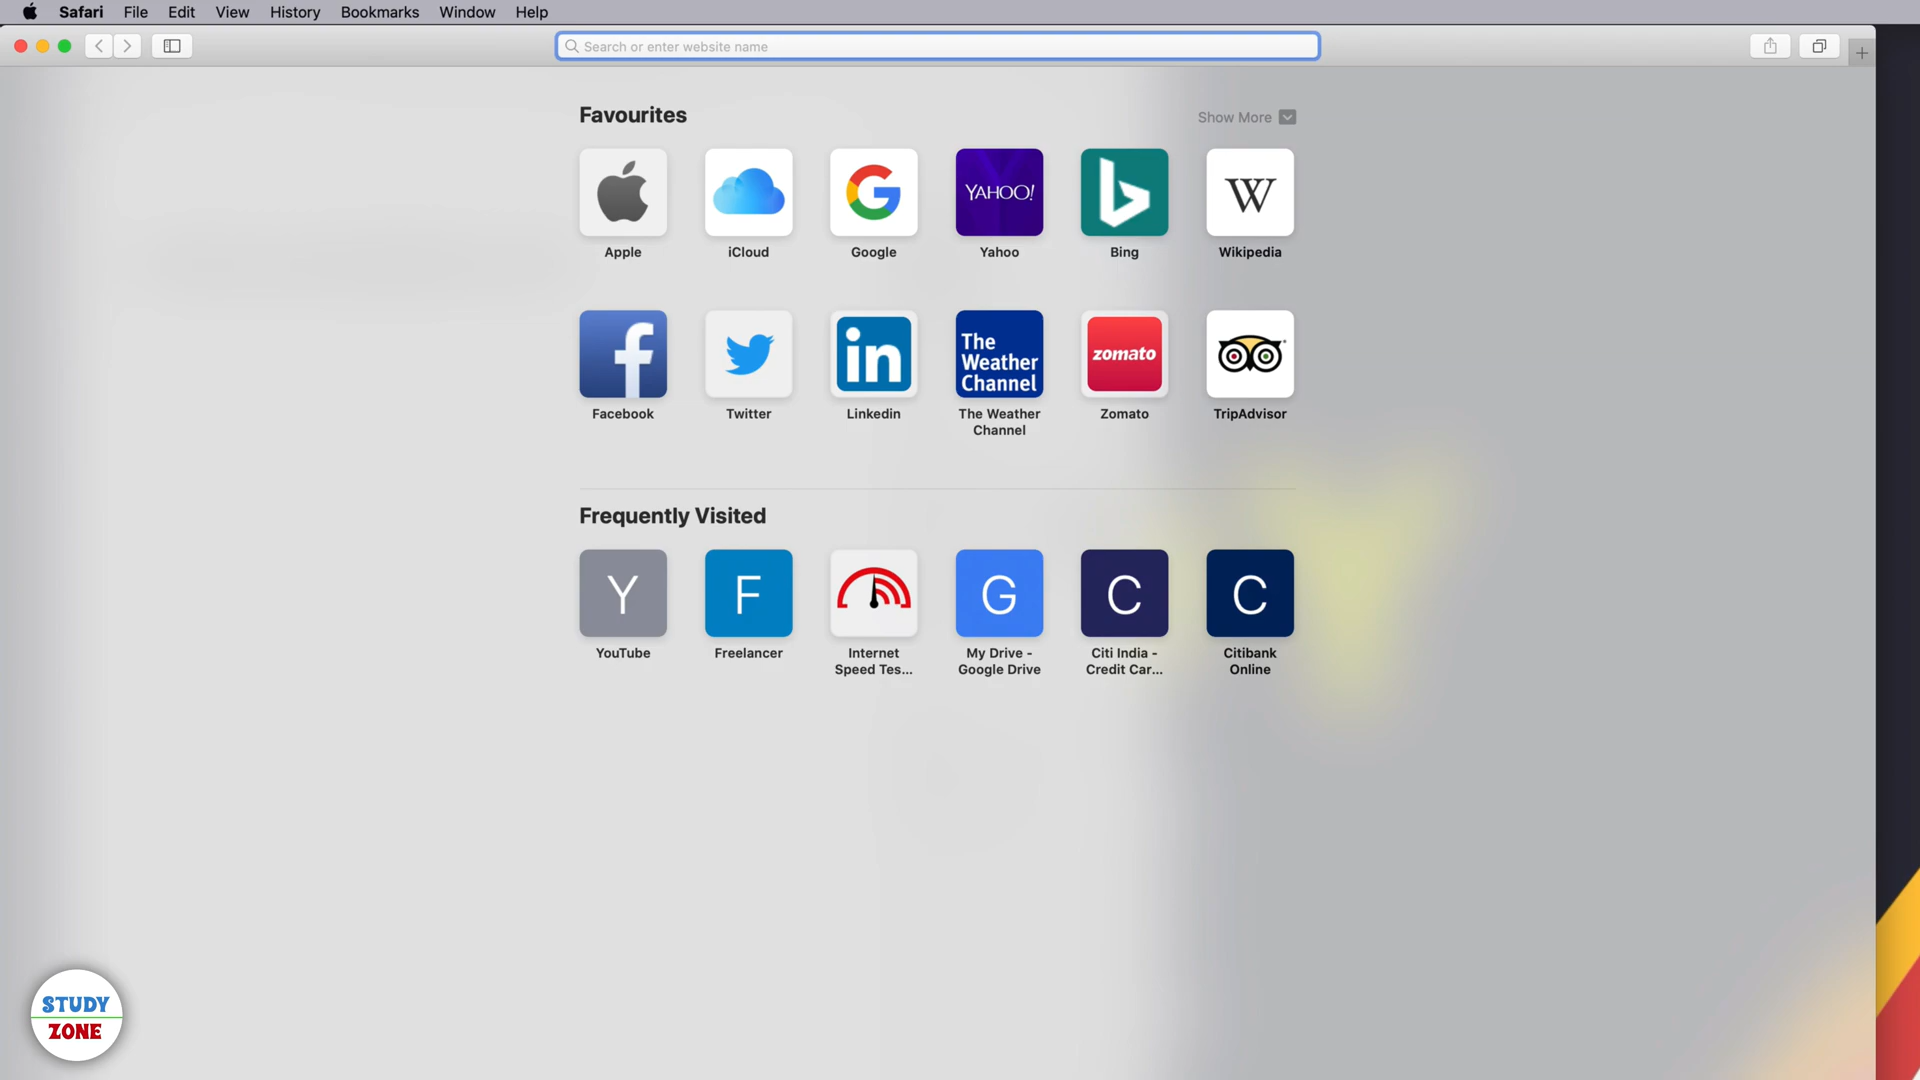 Safari File Edit View History Bookmarks Window Help
Search or enter website name
Favourites
Show More
YAHOO!
W
Apple iCloud Google Yahoo Bing Wikipedia
f
in
The
Weather
Channel
zomato
Facebook Twitter Linkedin The Weather Channel Zomato TripAdvisor
Frequently Visited
Y F G C C
YouTube Freelancer Internet Speed Tes... My Drive - Google Drive Citi India - Credit Car... Citibank Online
STUDY
ZONE